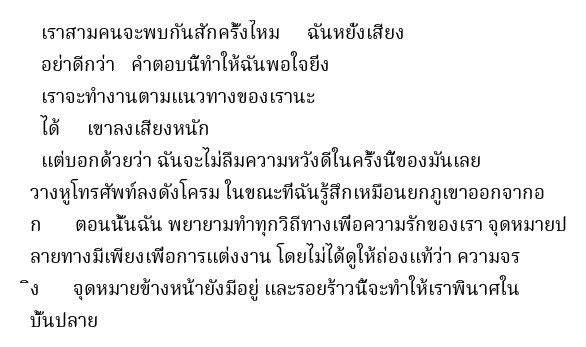 เราสามคนจะพบกันสักครั้งไหม ฉันหยั่งเสียง
อย่าดีกว่า คำตอบนี้ทำให้ฉันพอใจยิ่ง
เราจะทำงานตามแนวทางของเรานะ
ได้ เขาลงเสียงหนัก
แต่บอกด้วยว่า ฉันจะไม่ลืมความหวังดีในครั้งนี้ของมันเลย
วางหูโทรศัพท์ลงดังโครม ในขณะที่ฉันรู้สึกเหมือนยกภูเขาออกจากอ
ก ตอนนั้นฉัน พยายามทำทุกวิถีทางเพื่อความรักของเรา จุดหมายป
ลายทางมีเพียงเพื่อการแต่งงาน โดยไม่ได้ดูให้ถ่องแท้ว่า ความจร
ิง จุดหมายข้างหน้ายังมีอยู่ และรอยร้าวนี้จะทำให้เราพินาศใน
บั้นปลาย